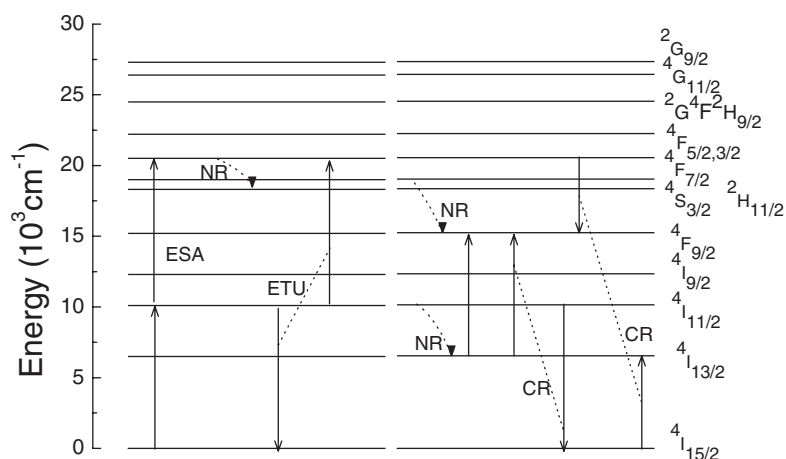 Energy (10³cm⁻¹)
30
25
20
15
10
5
0
NR
ESA
ETU
NR
NR
CR
CR
²G₉/₂
⁴G₁₁/₂
²G⁴F²H₉/₂
⁴F₅/₂,₃/₂
⁴F₇/₂
⁴S₃/₂ ²H₁₁/₂
⁴F₉/₂
⁴I₉/₂
⁴I₁₁/₂
⁴I₁₃/₂
⁴I₁₅/₂